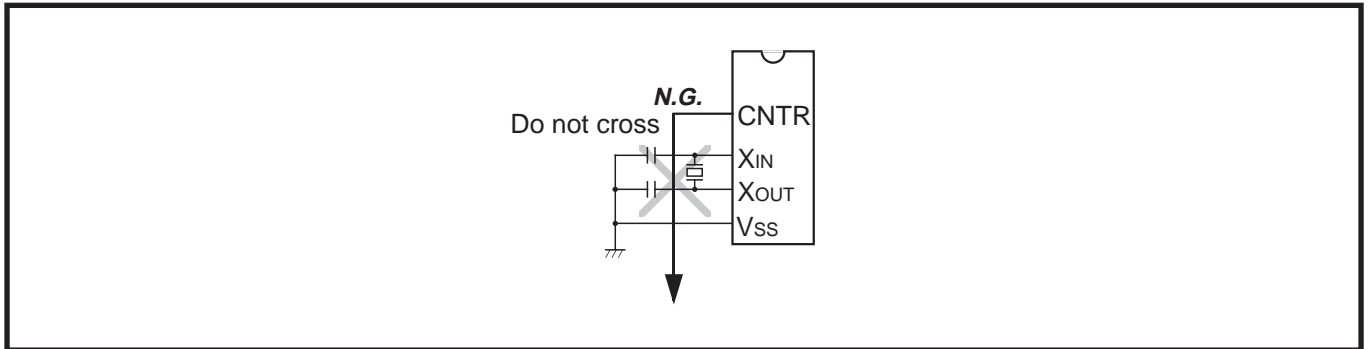 N.G.
Do not cross
CNTR
XIN
XOUT
VSS